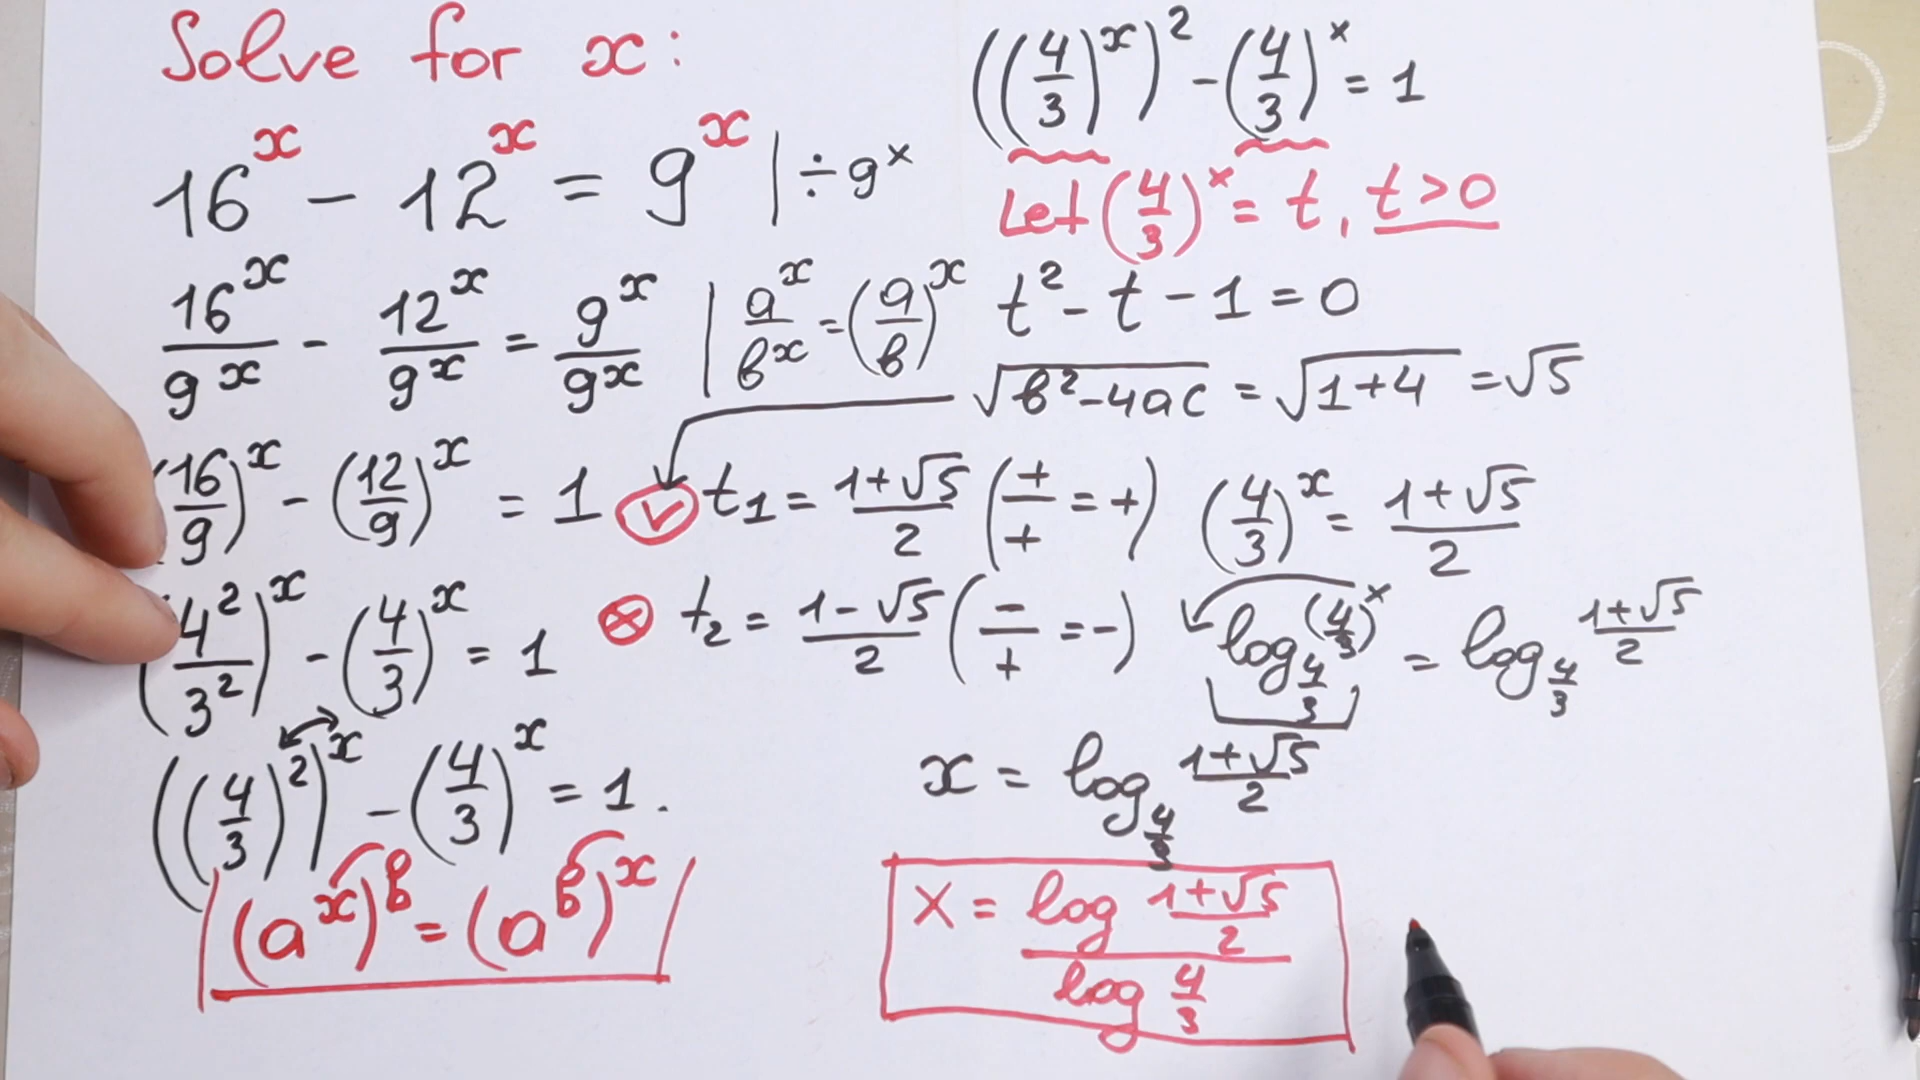 Solve for x:
16^x - 12^x = 9^x | ÷ 9^x
16^x/9^x - 12^x/9^x = 9^x/9^x | a^x/b^x = (a/b)^x
(16/9)^x - (12/9)^x = 1
(4²/3²)^x - (4/3)^x = 1
((4/3)²)^x - (4/3)^x = 1.
(a^x)^b = (a^b)^x
((4/3)^x)² - (4/3)^x = 1
Let (4/3)^x = t, t>0
t² - t - 1 = 0
√(b²-4ac) = √(1+4) = √5
t₁ = (1+√5)/2 (+/+ = +)
t₂ = (1-√5)/2 (-/+ = -)
(4/3)^x = (1+√5)/2
log_{4/3} (4/3)^x = log_{4/3} (1+√5)/2
x = log_{4/3} (1+√5)/2
x = log (1+√5)/2 / log 4/3